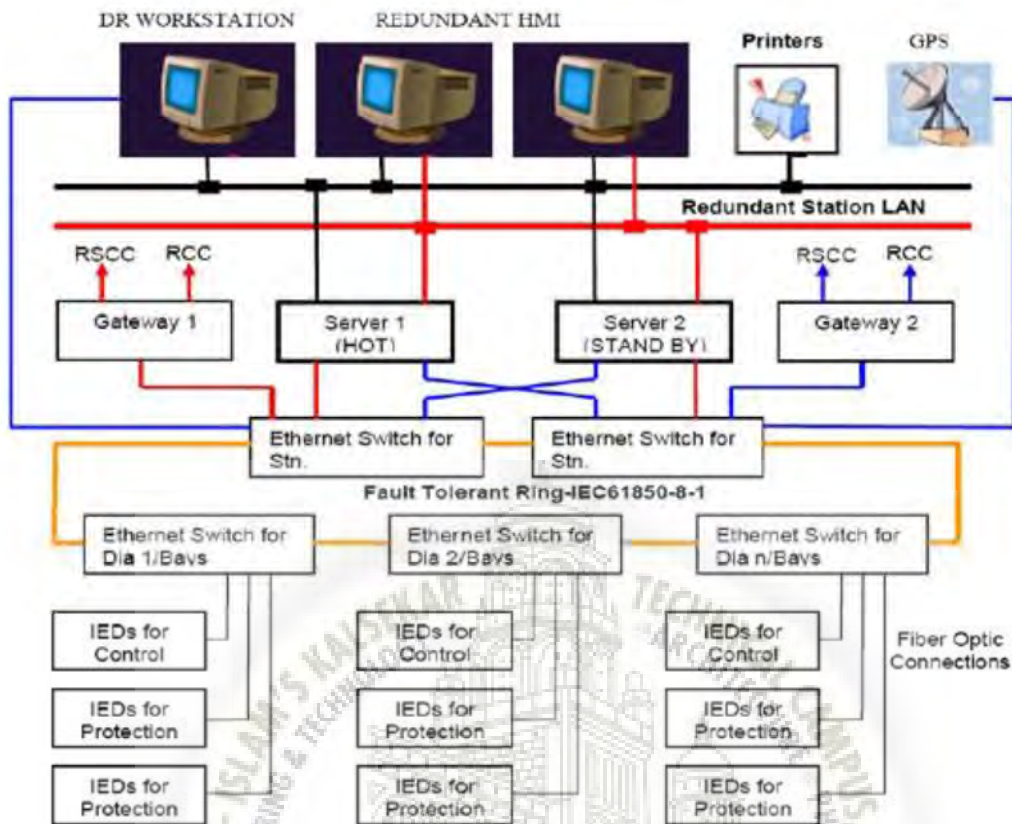 DR WORKSTATION REDUNDANT HMI Printers GPS
Redundant Station LAN
RSCC RCC RSCC RCC
Gateway 1
Server 1
(HOT)
Server 2
(STAND BY)
Gateway 2
Ethernet Switch for
Stn.
Ethernet Switch for
Stn.
Fault Tolerant Ring-IEC61850-8-1
Ethernet Switch for
Dia 1/Bays
Ethernet Switch for
Dia 2/Bays
Ethernet Switch for
Dia n/Bays
IEDs for
Control
IEDs for
Control
IEDs for
Control
Fiber Optic
Connections
IEDs for
Protection
IEDs for
Protection
IEDs for
Protection
IEDs for
Protection
IEDs for
Protection
IEDs for
Protection
ISLAM'S KALSEKAR TECHNICAL CAMPUS